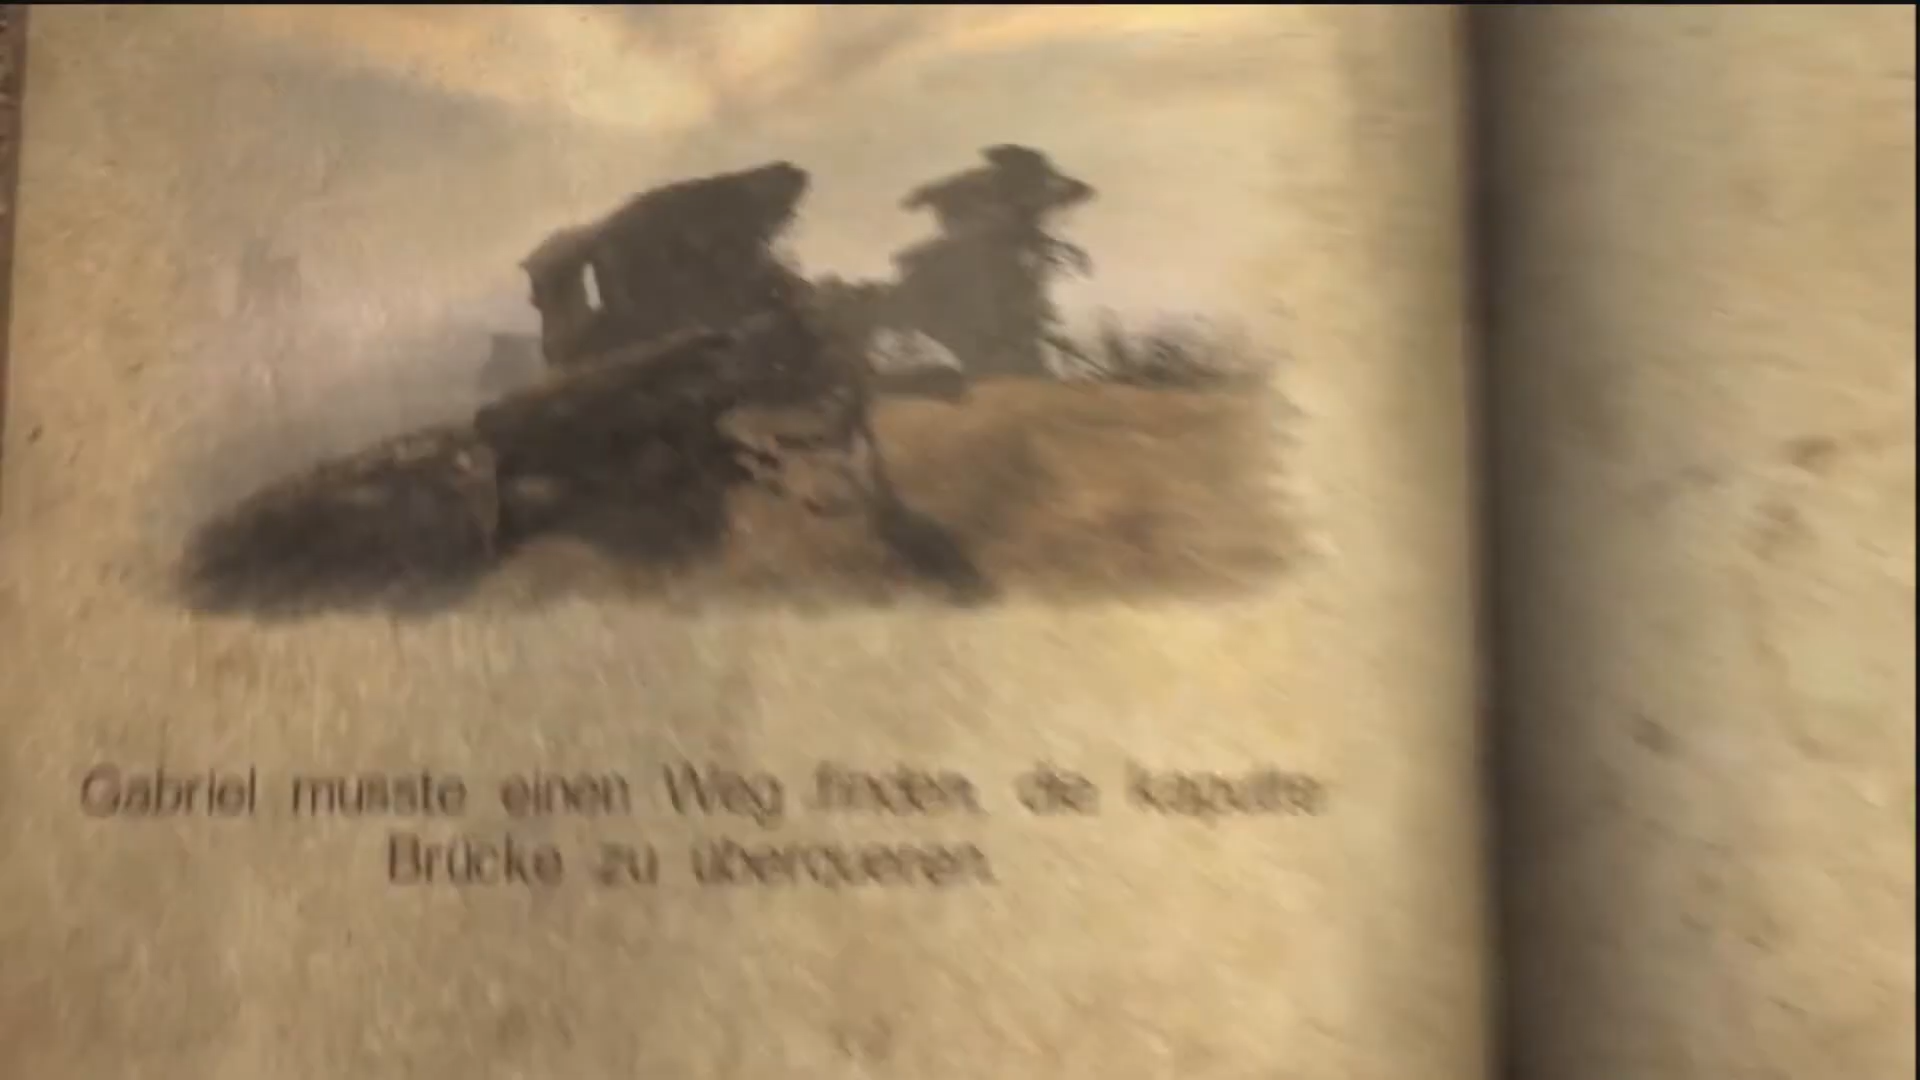 Gabriel musste einen Weg finden, die kaputte
Brücke zu überqueren.